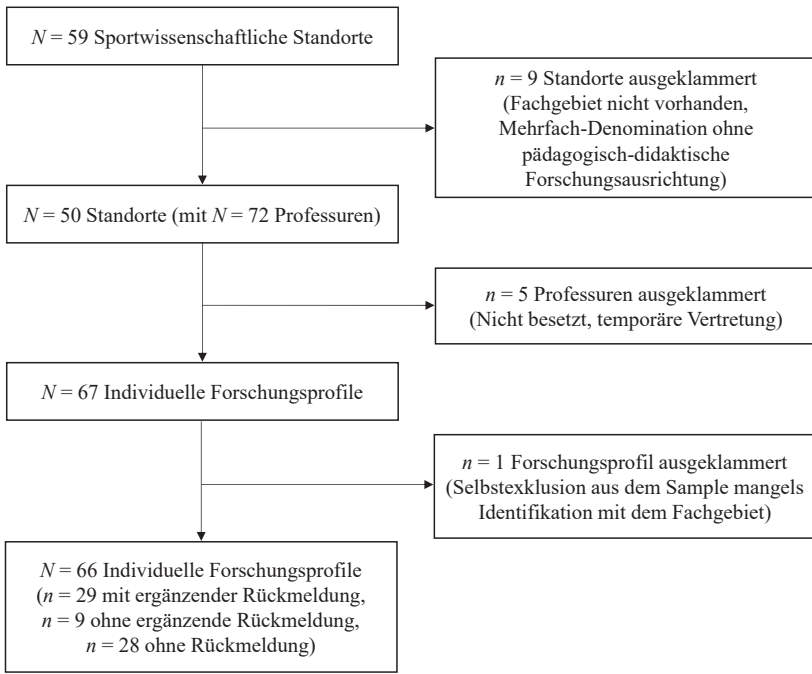 N = 59 Sportwissenschaftliche Standorte
n = 9 Standorte ausgeklammert
(Fachgebiet nicht vorhanden,
Mehrfach-Denomination ohne
pädagogisch-didaktische
Forschungsausrichtung)
N = 50 Standorte (mit N = 72 Professuren)
n = 5 Professuren ausgeklammert
(Nicht besetzt, temporäre Vertretung)
N = 67 Individuelle Forschungsprofile
n = 1 Forschungsprofil ausgeklammert
(Selbstexklusion aus dem Sample mangels
Identifikation mit dem Fachgebiet)
N = 66 Individuelle Forschungsprofile
(n = 29 mit ergänzender Rückmeldung,
n = 9 ohne ergänzende Rückmeldung,
n = 28 ohne Rückmeldung)